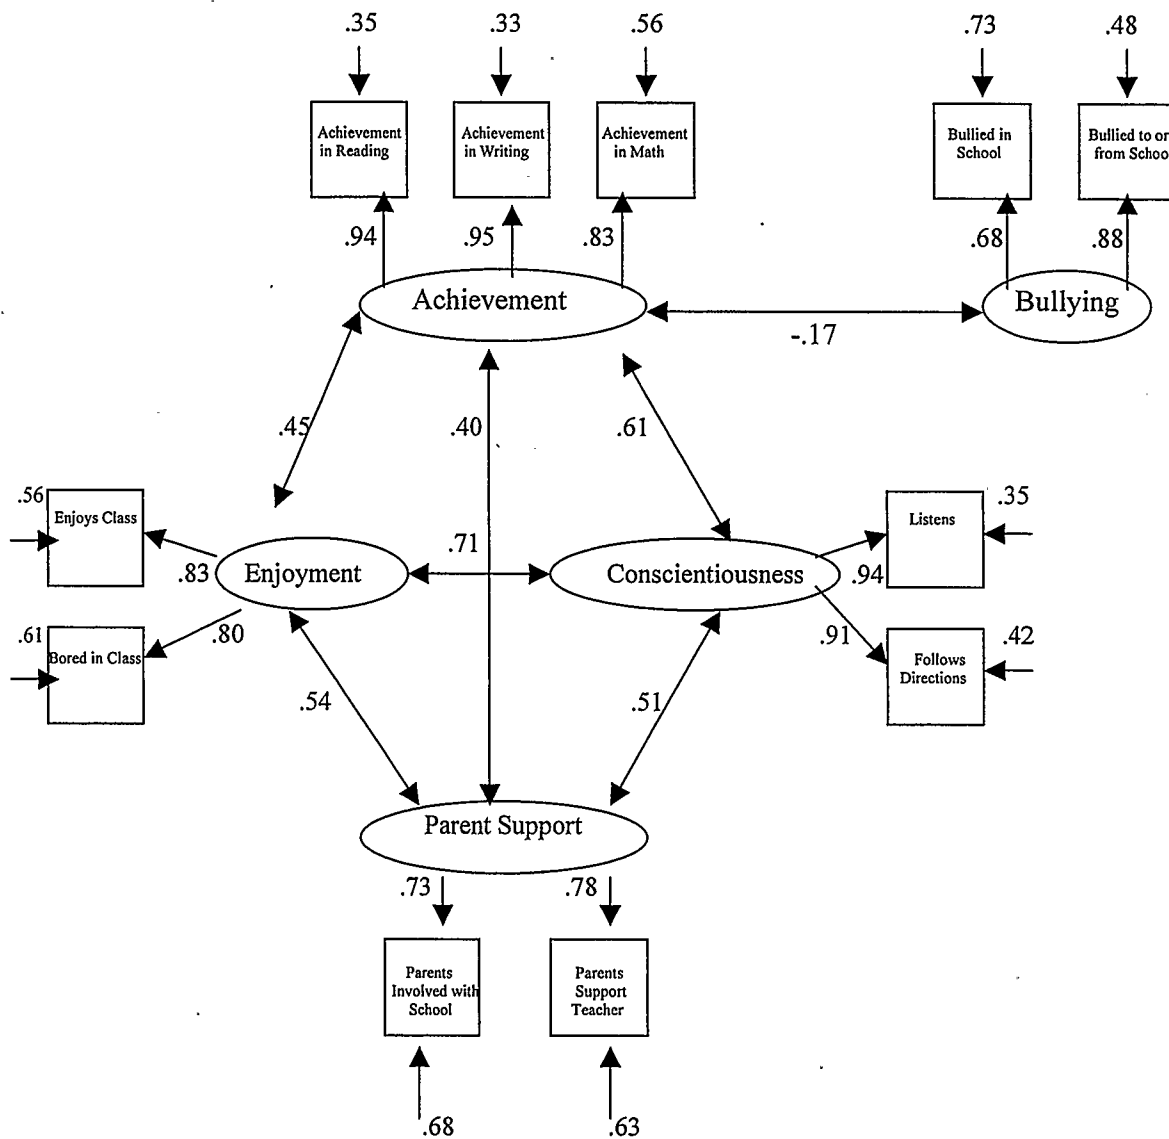 .35 .33 .56 .73 .48
Achievement
in Reading
Achievement
in Writing
Achievement
in Math
Bullied in
School
Bullied to or
from Schoo
.94 .95 .83 .68 .88
Achievement
Bullying
-.17
.45 .40 .61
.56
Enjoys Class
Listens
.35
.83
Enjoyment
.71
Conscientiousness
.94
.61
Bored in Class
.80
.91
Follows
Directions
.42
.54 .51
Parent Support
.73 .78
Parents
Involved with
School
Parents
Support
Teacher
.68 .63